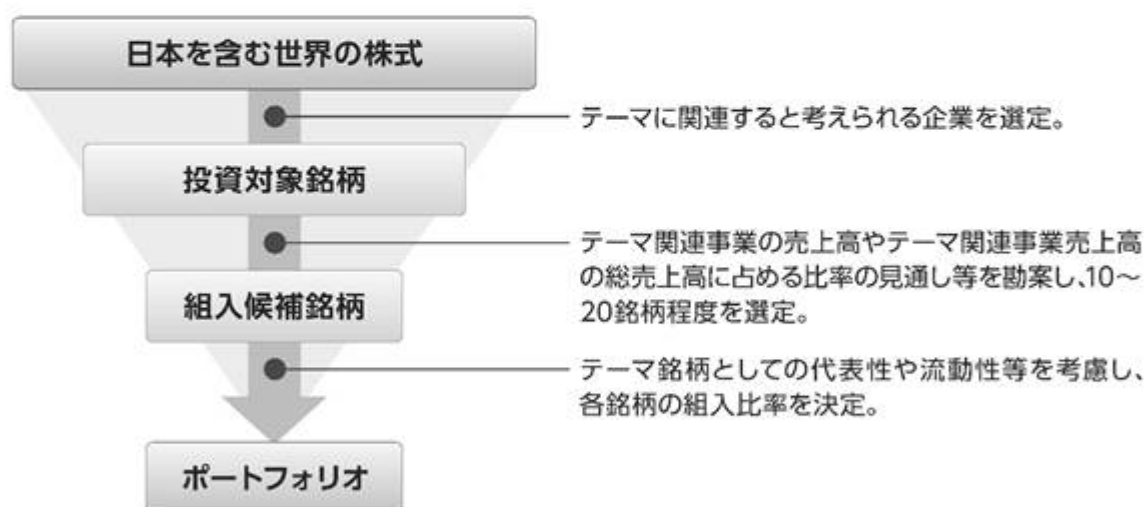 日本を含む世界の株式
テーマに関連すると考えられる企業を選定。
投資対象銘柄
テーマ関連事業の売上高やテーマ関連事業売上高
の総売上高に占める比率の見通し等を勘案し、10～
20銘柄程度を選定。
組入候補銘柄
テーマ銘柄としての代表性や流動性等を考慮し、
各銘柄の組入比率を決定。
ポートフォリオ